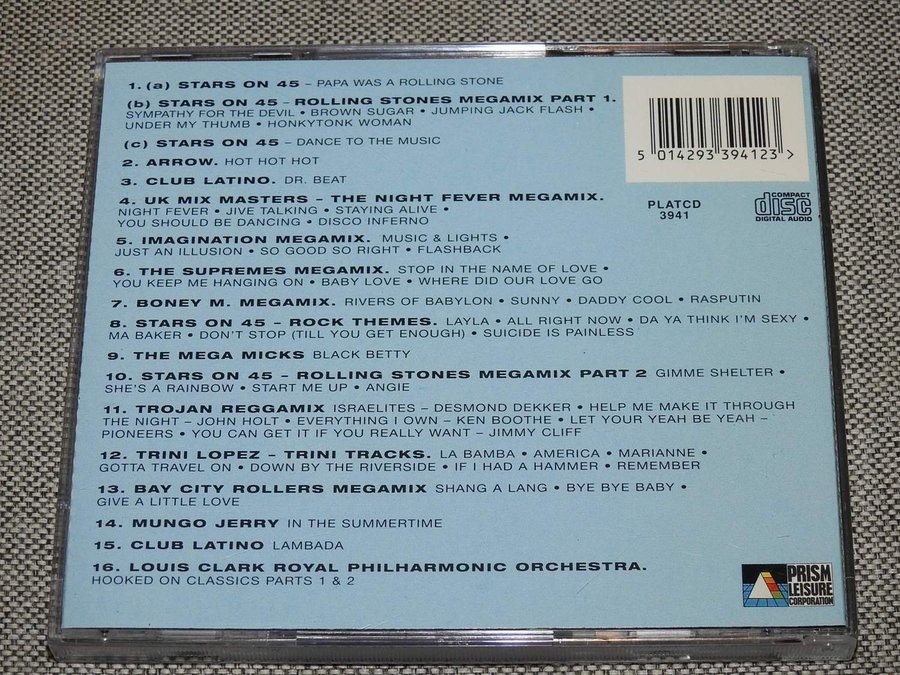 1. (a) STARS ON 45 – PAPA WAS A ROLLING STONE
(b) STARS ON 45 – ROLLING STONES MEGAMIX PART 1.
SYMPATHY FOR THE DEVIL • BROWN SUGAR • JUMPING JACK FLASH •
UNDER MY THUMB • HONKYTONK WOMAN
(c) STARS ON 45 – DANCE TO THE MUSIC
2. ARROW. HOT HOT HOT
3. CLUB LATINO. DR. BEAT
4. UK MIX MASTERS – THE NIGHT FEVER MEGAMIX.
NIGHT FEVER • JIVE TALKING • STAYING ALIVE •
YOU SHOULD BE DANCING • DISCO INFERNO
5. IMAGINATION MEGAMIX. MUSIC & LIGHTS •
JUST AN ILLUSION • SO GOOD SO RIGHT • FLASHBACK
6. THE SUPREMES MEGAMIX. STOP IN THE NAME OF LOVE •
YOU KEEP ME HANGING ON • BABY LOVE • WHERE DID OUR LOVE GO
7. BONEY M. MEGAMIX. RIVERS OF BABYLON • SUNNY • DADDY COOL • RASPUTIN
8. STARS ON 45 – ROCK THEMES. LAYLA • ALL RIGHT NOW • DA YA THINK I'M SEXY •
MA BAKER • DON'T STOP (TILL YOU GET ENOUGH) • SUICIDE IS PAINLESS
9. THE MEGA MICKS BLACK BETTY
10. STARS ON 45 – ROLLING STONES MEGAMIX PART 2 GIMME SHELTER •
SHE'S A RAINBOW • START ME UP • ANGIE
11. TROJAN REGGAMIX ISRAELITES – DESMOND DEKKER • HELP ME MAKE IT THROUGH
THE NIGHT – JOHN HOLT • EVERYTHING I OWN – KEN BOOTHE • LET YOUR YEAH BE YEAH –
PIONEERS • YOU CAN GET IT IF YOU REALLY WANT – JIMMY CLIFF
12. TRINI LOPEZ – TRINI TRACKS. LA BAMBA • AMERICA • MARIANNE •
GOTTA TRAVEL ON • DOWN BY THE RIVERSIDE • IF I HAD A HAMMER • REMEMBER
13. BAY CITY ROLLERS MEGAMIX SHANG A LANG • BYE BYE BABY •
GIVE A LITTLE LOVE
14. MUNGO JERRY IN THE SUMMERTIME
15. CLUB LATINO LAMBADA
16. LOUIS CLARK ROYAL PHILHARMONIC ORCHESTRA.
HOOKED ON CLASSICS PARTS 1 & 2
5 014293 394123 >
PLATCD
3941
COMPACT
disc
DIGITAL AUDIO
PRISM
LEISURE
CORPORATION